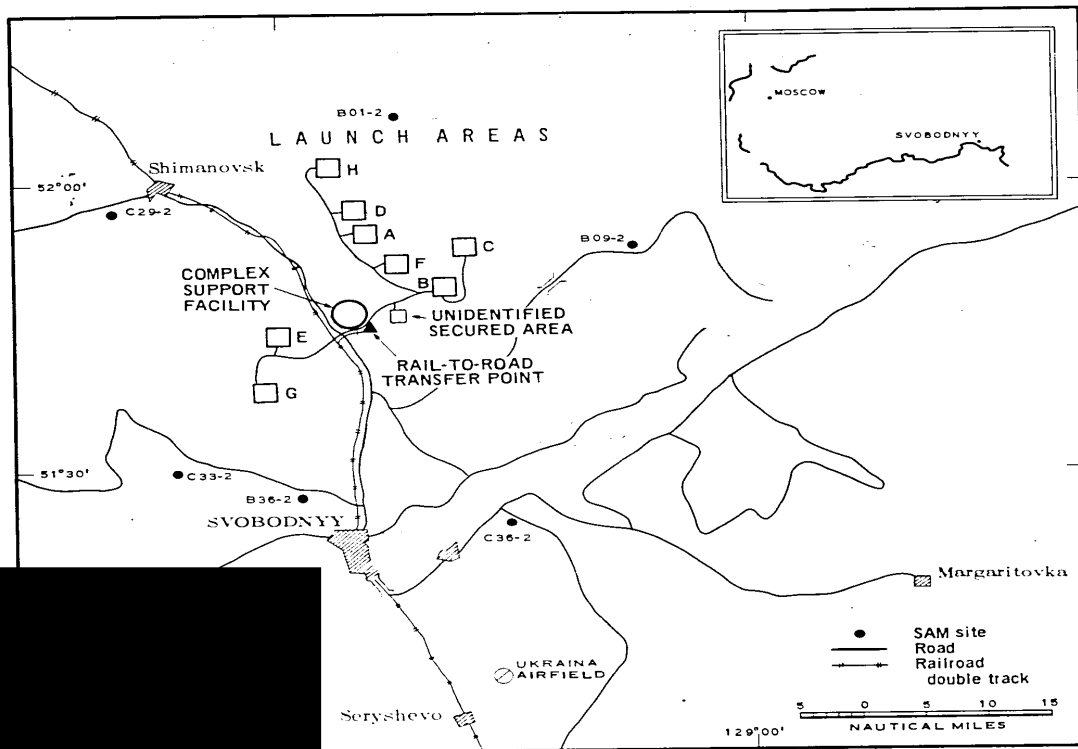 MOSCOW
SVOBODNYY
B01-2
LAUNCH AREAS
Shimanovsk
H
52°00'
C29-2
D
A
C
B09-2
F
COMPLEX
SUPPORT
FACILITY
B
UNIDENTIFIED
SECURED AREA
E
RAIL-TO-ROAD
TRANSFER POINT
G
51°30'
C33-2
B36-2
SVOBODNYY
C36-2
Margaritovka
SAM site
Road
Railroad
double track
UKRAINA
AIRFIELD
Seryshevo
5 0 5 10 15
NAUTICAL MILES
129°00'